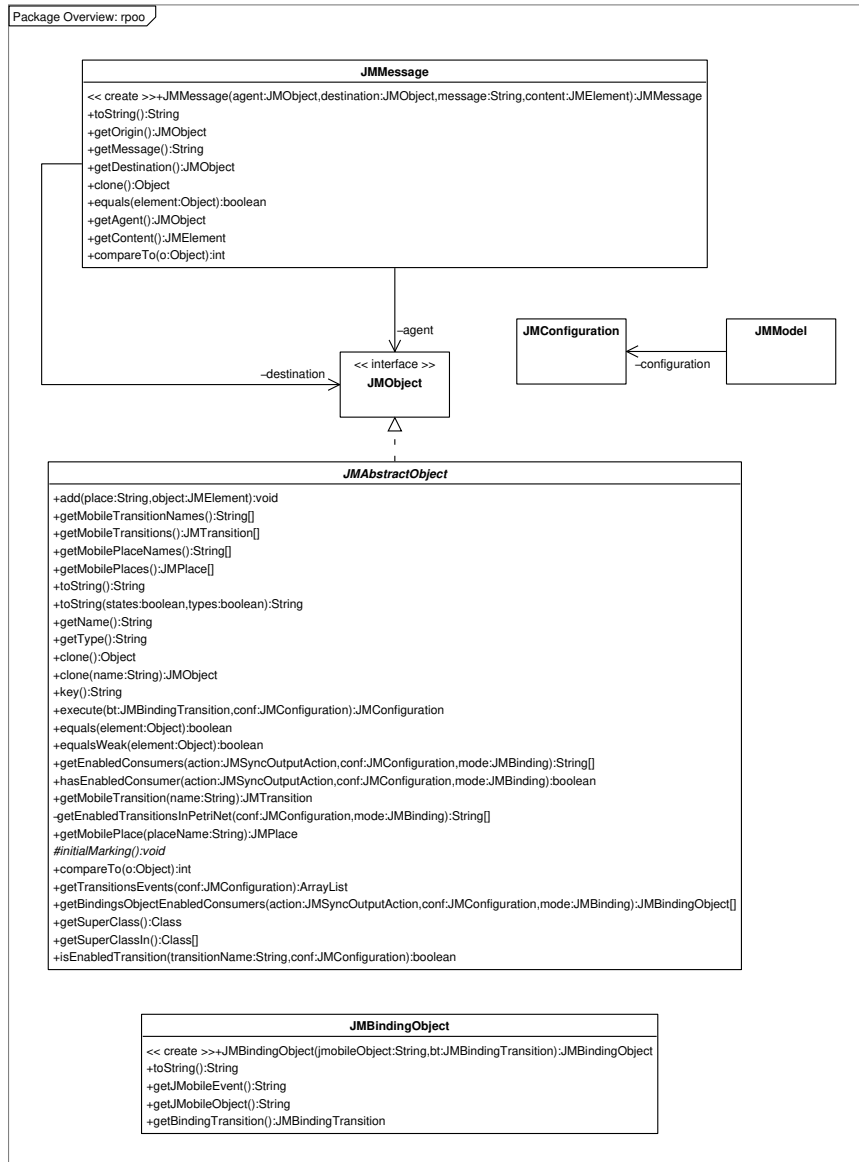 Package Overview: rpoo
JMMessage
<< create >>+JMMessage(agent:JMObject,destination:JMObject,message:String,content:JMElement):JMMessage
+toString():String
+getOrigin():JMObject
+getMessage():String
+getDestination():JMObject
+clone():Object
+equals(element:Object):boolean
+getAgent():JMObject
+getContent():JMElement
+compareTo(o:Object):int
−agent
−destination
<< interface >>
JMObject
JMConfiguration
−configuration
JMModel
JMAbstractObject
+add(place:String,object:JMElement):void
+getMobileTransitionNames():String[]
+getMobileTransitions():JMTransition[]
+getMobilePlaceNames():String[]
+getMobilePlaces():JMPlace[]
+toString():String
+toString(states:boolean,types:boolean):String
+getName():String
+getType():String
+clone():Object
+clone(name:String):JMObject
+key():String
+execute(bt:JMBindingTransition,conf:JMConfiguration):JMConfiguration
+equals(element:Object):boolean
+equalsWeak(element:Object):boolean
+getEnabledConsumers(action:JMSyncOutputAction,conf:JMConfiguration,mode:JMBinding):String[]
+hasEnabledConsumer(action:JMSyncOutputAction,conf:JMConfiguration,mode:JMBinding):boolean
+getMobileTransition(name:String):JMTransition
-getEnabledTransitionsInPetriNet(conf:JMConfiguration,mode:JMBinding):String[]
+getMobilePlace(placeName:String):JMPlace
#initialMarking():void
+compareTo(o:Object):int
+getTransitionsEvents(conf:JMConfiguration):ArrayList
+getBindingsObjectEnabledConsumers(action:JMSyncOutputAction,conf:JMConfiguration,mode:JMBinding):JMBindingObject[]
+getSuperClass():Class
+getSuperClassIn():Class[]
+isEnabledTransition(transitionName:String,conf:JMConfiguration):boolean
JMBindingObject
<< create >>+JMBindingObject(jmobileObject:String,bt:JMBindingTransition):JMBindingObject
+toString():String
+getJMobileEvent():String
+getJMobileObject():String
+getBindingTransition():JMBindingTransition